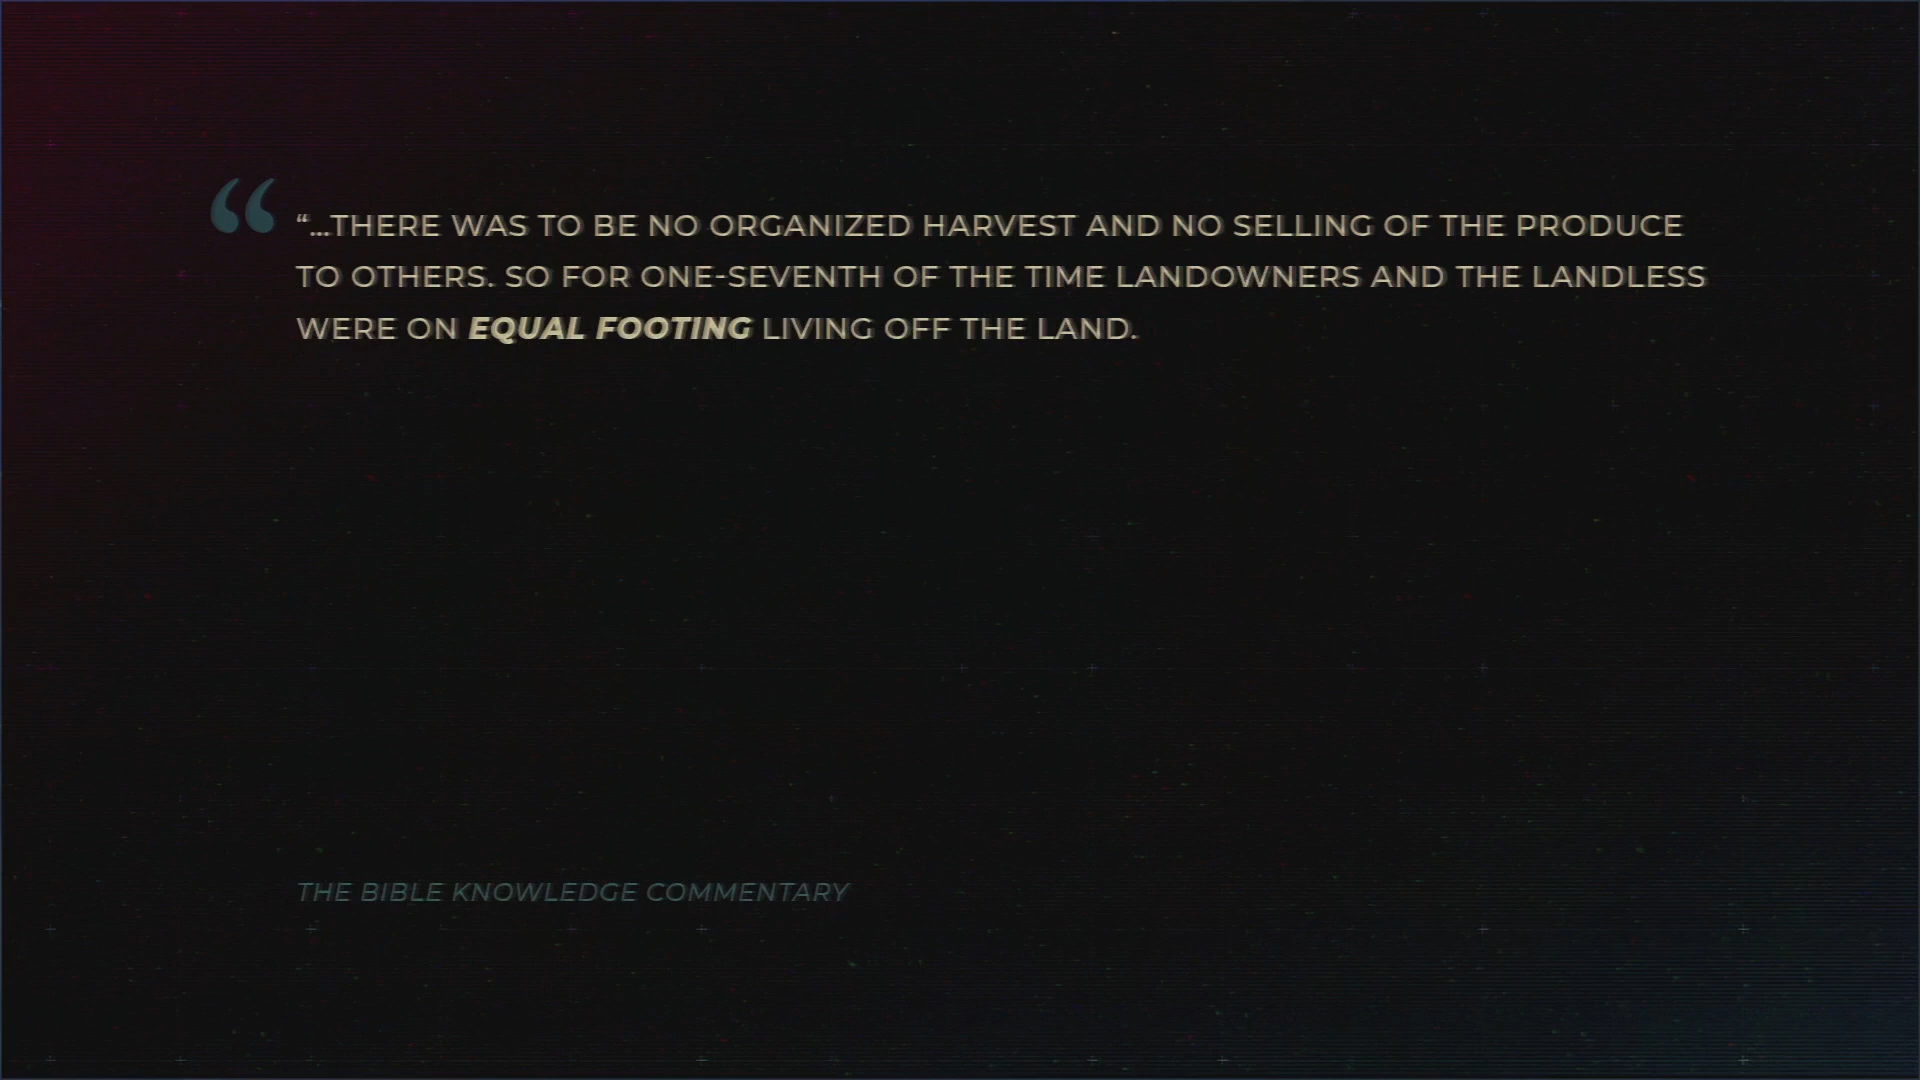 “...THERE WAS TO BE NO ORGANIZED HARVEST AND NO SELLING OF THE PRODUCE
TO OTHERS. SO FOR ONE-SEVENTH OF THE TIME LANDOWNERS AND THE LANDLESS
WERE ON EQUAL FOOTING LIVING OFF THE LAND.
THE BIBLE KNOWLEDGE COMMENTARY